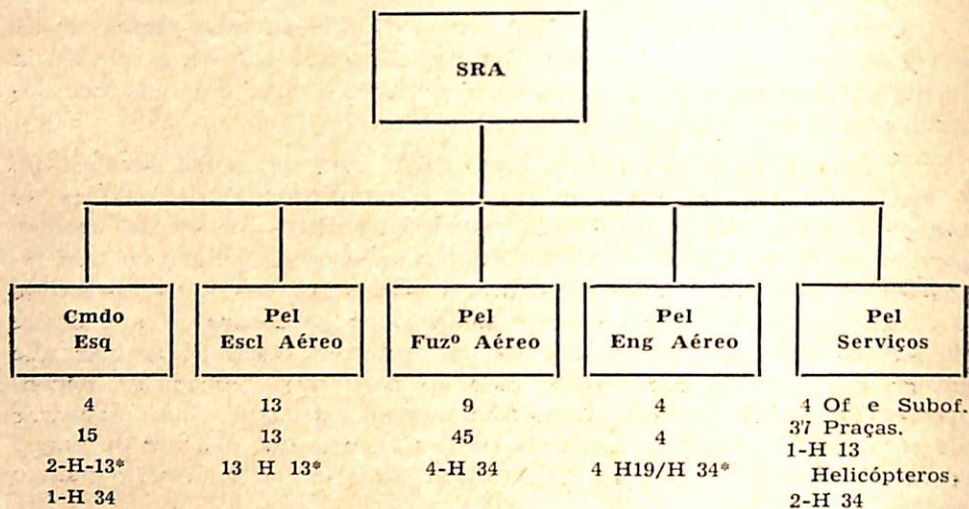 SRA
Cmdo
Esq
Pel
Escl Aéreo
Pel
Fuzº Aéreo
Pel
Eng Aéreo
Pel
Serviços
4
15
2-H-13*
1-H 34
13
13
13 H 13*
9
45
4-H 34
4
4
4 H19/H 34*
4 Of e Subof.
37 Praças.
1-H 13
Helicópteros.
2-H 34